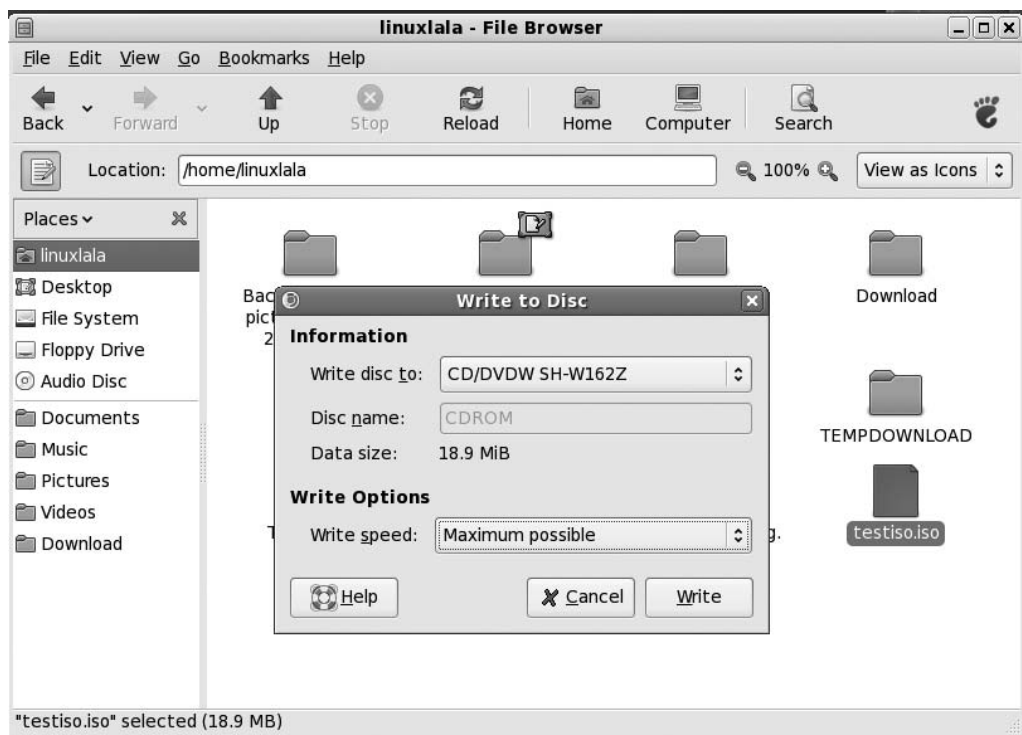 linuxlala - File Browser
File Edit View Go Bookmarks Help
Back Forward Up Stop Reload Home Computer Search
Location: /home/linuxlala 100% View as Icons
Places
linuxlala
Desktop
File System
Floppy Drive
Audio Disc
Documents
Music
Pictures
Videos
Download
Download
TEMPDOWNLOAD
testiso.iso
Write to Disc
Information
Write disc to: CD/DVDW SH-W162Z
Disc name: CDROM
Data size: 18.9 MiB
Write Options
Write speed: Maximum possible
Help Cancel Write
"testiso.iso" selected (18.9 MB)